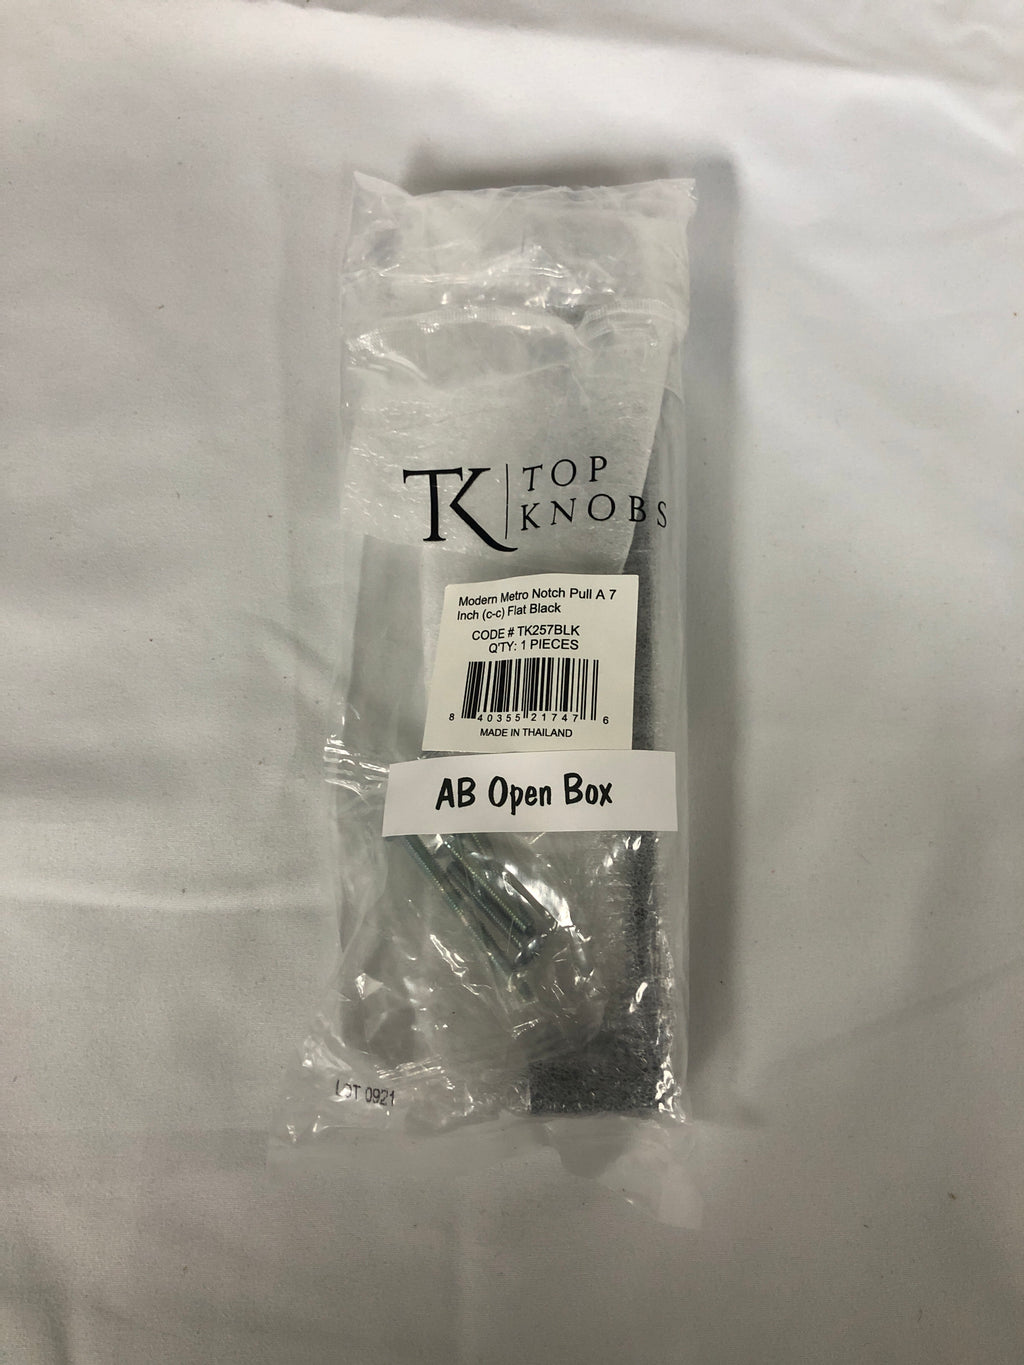 TK TOP
KNOBS
Modern Metro Notch Pull A 7
Inch (c-c) Flat Black
CODE # TK257BLK
Q'TY: 1 PIECES
8 40355 21747 6
MADE IN THAILAND
AB Open Box
LOT 0921